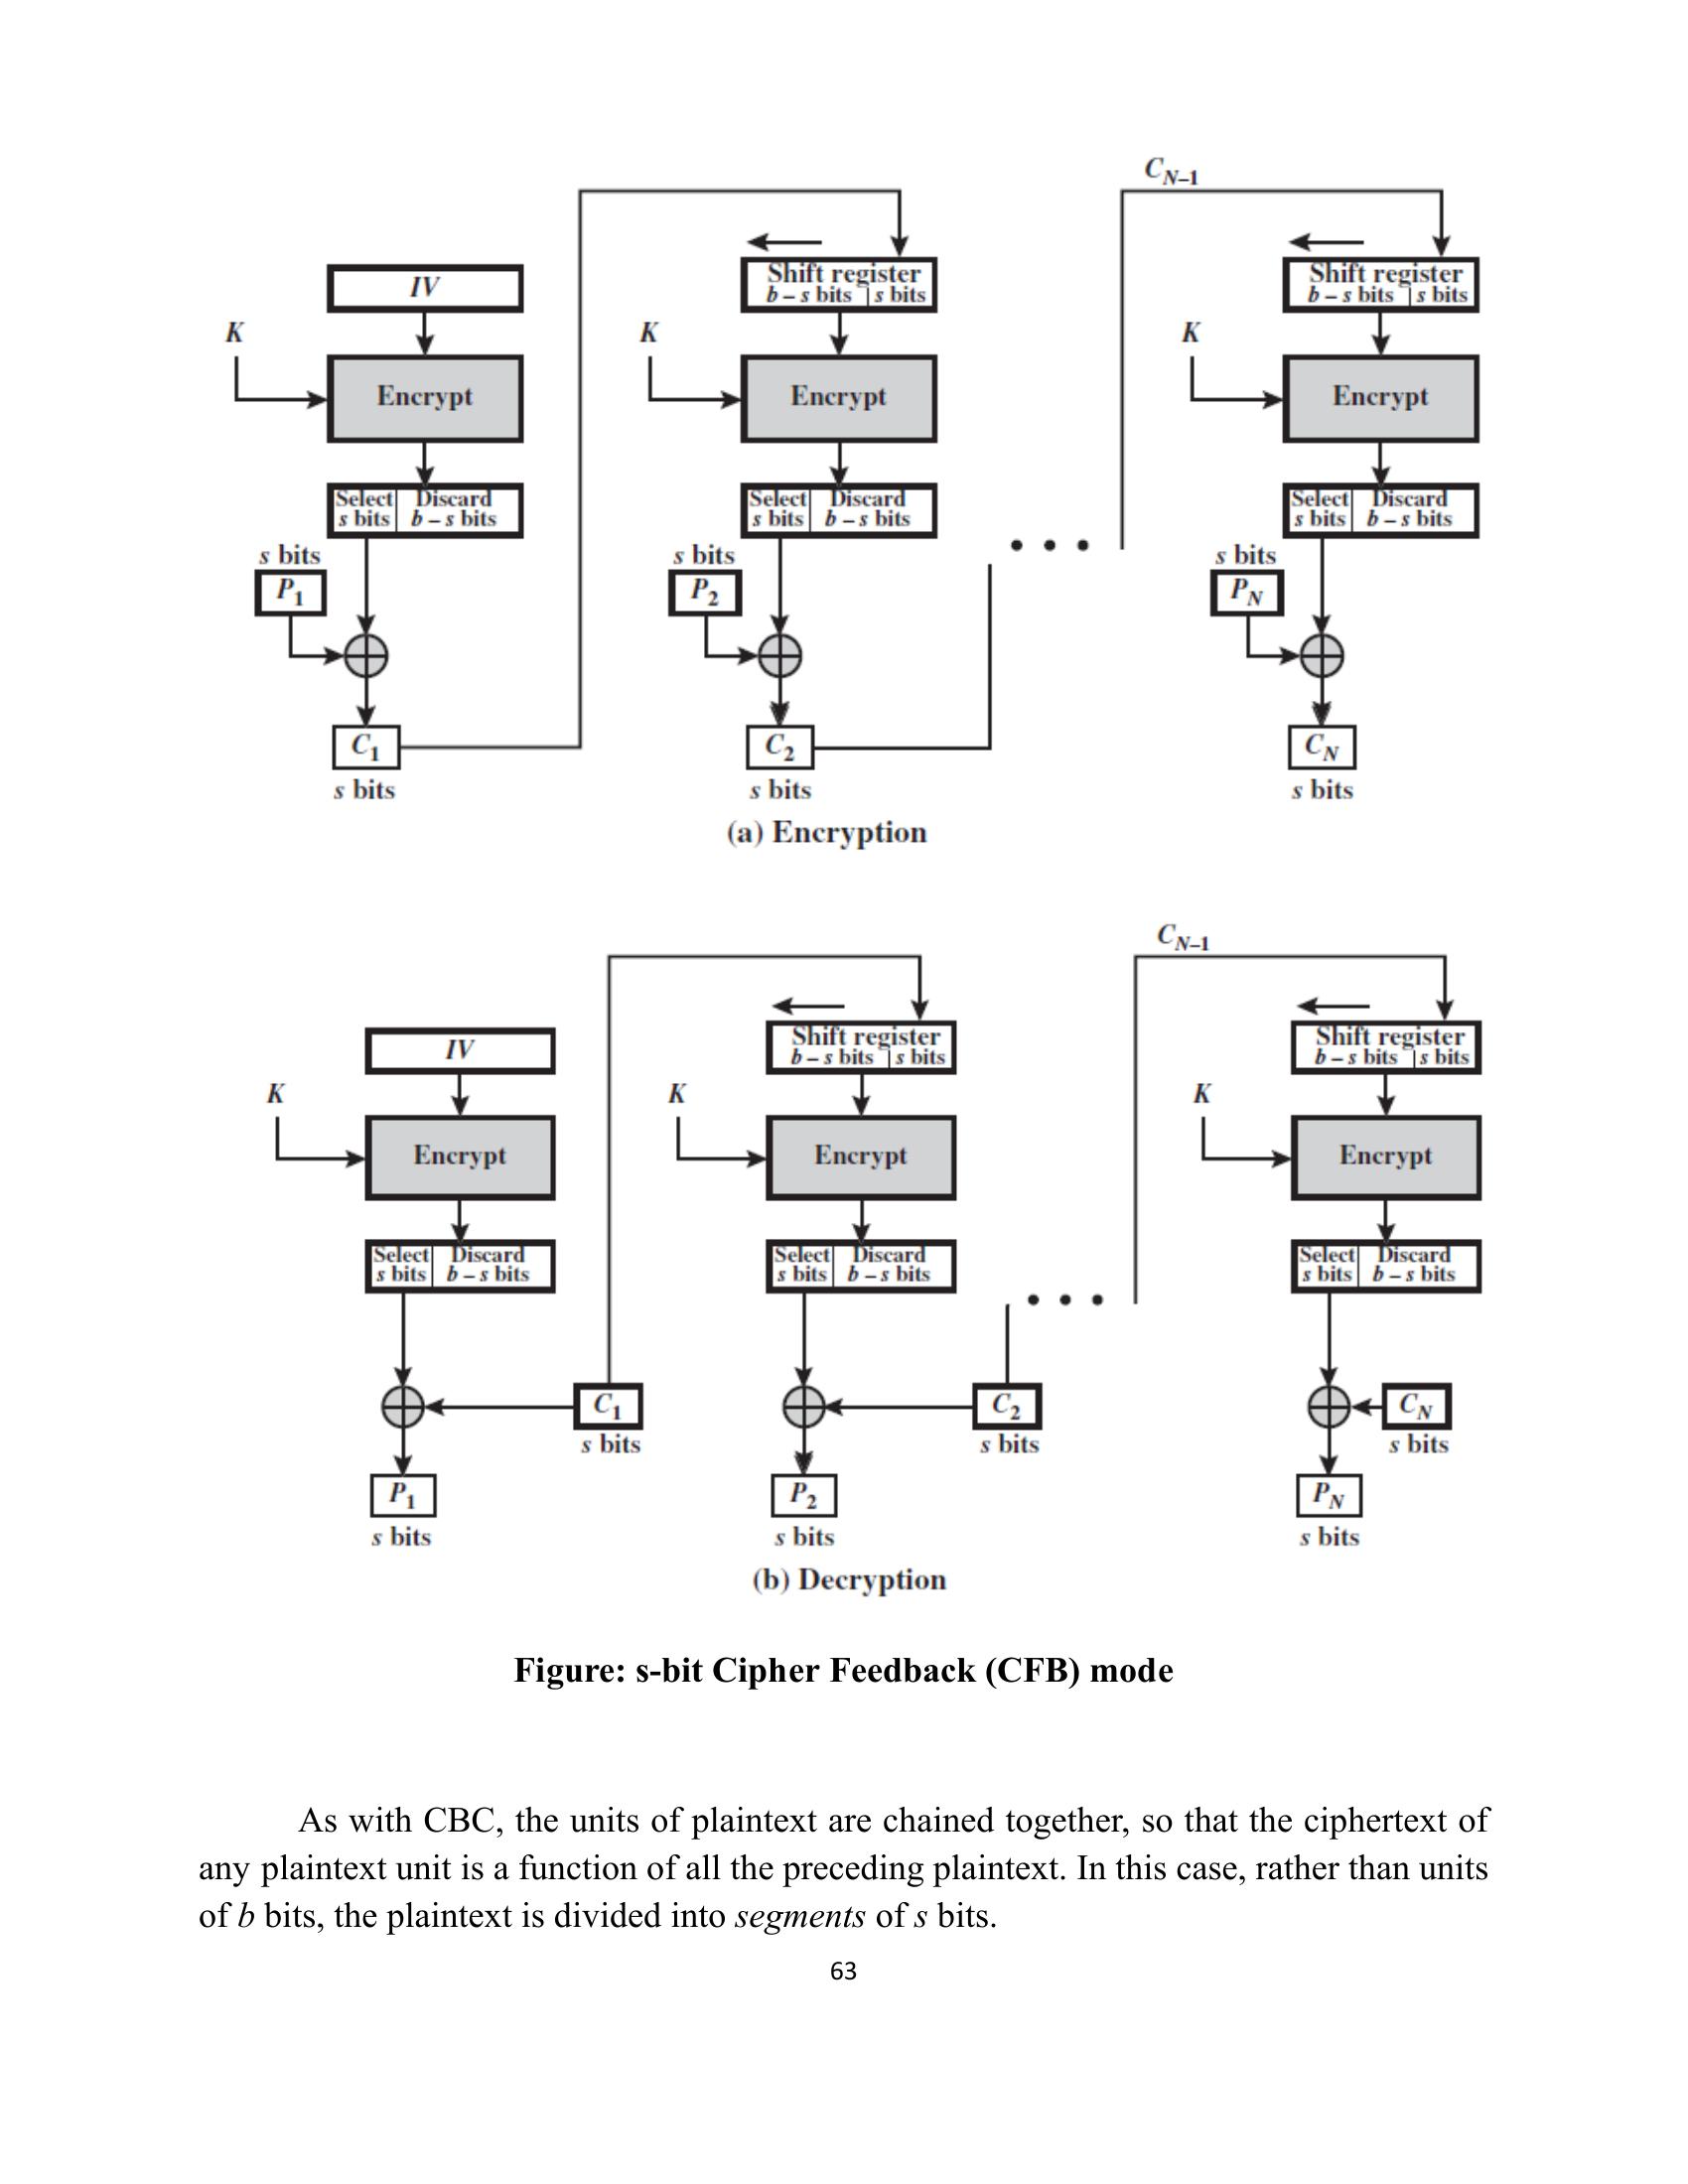 C_{N-1}
IV
Shift register
b – s bits | s bits
Shift register
b – s bits | s bits
K
K
K
Encrypt
Encrypt
Encrypt
Select
s bits
Discard
b – s bits
Select
s bits
Discard
b – s bits
Select
s bits
Discard
b – s bits
s bits
P_1
s bits
P_2
s bits
P_N
C_1
s bits
C_2
s bits
C_N
s bits
(a) Encryption
C_{N-1}
IV
Shift register
b – s bits | s bits
Shift register
b – s bits | s bits
K
K
K
Encrypt
Encrypt
Encrypt
Select
s bits
Discard
b – s bits
Select
s bits
Discard
b – s bits
Select
s bits
Discard
b – s bits
C_1
s bits
C_2
s bits
C_N
s bits
P_1
s bits
P_2
s bits
P_N
s bits
(b) Decryption
Figure: s-bit Cipher Feedback (CFB) mode
As with CBC, the units of plaintext are chained together, so that the ciphertext of
any plaintext unit is a function of all the preceding plaintext. In this case, rather than units
of b bits, the plaintext is divided into segments of s bits.
63